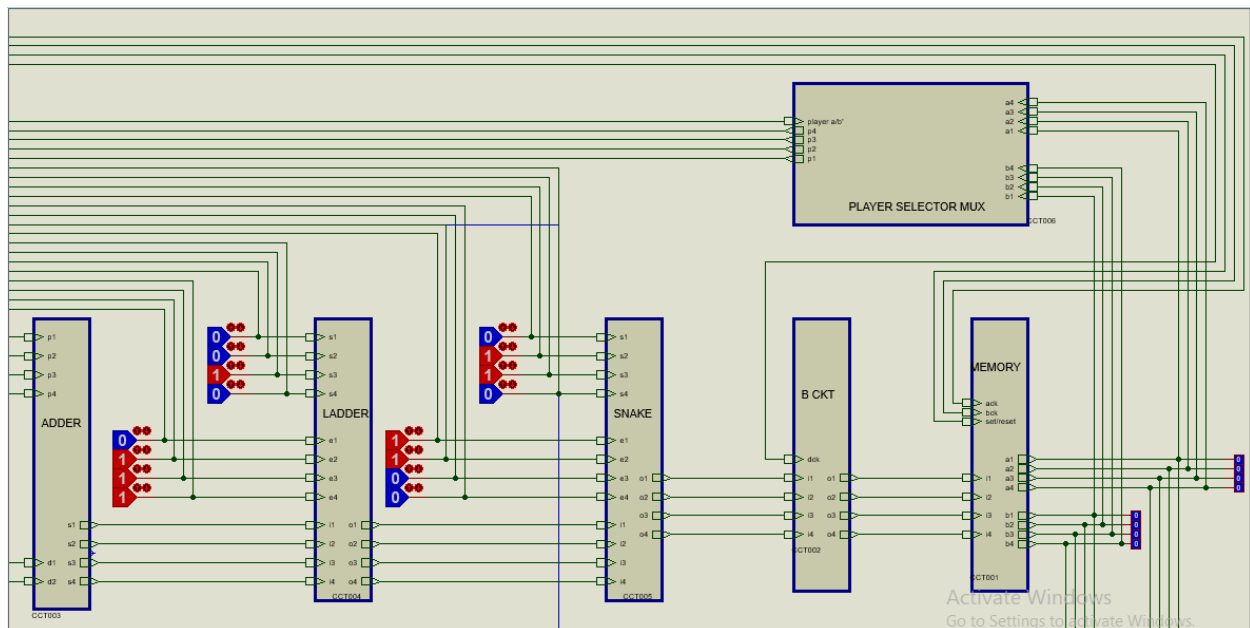 player a/b'
p4
p3
p2
p1
a4
a3
a2
a1
b4
b3
b2
b1
PLAYER SELECTOR MUX
CCT006
p1
p2
p3
p4
ADDER
s1
s2
d1 s3
d2 s4
CCT003
0
1
1
1
0
0
1
0
s1
s2
s3
s4
LADDER
e1
e2
e3
e4
i1 o1
i2 o2
i3 o3
i4 o4
CCT004
1
1
0
0
0
1
1
0
s1
s2
s3
s4
SNAKE
e1
e2
e3 o1
e4 o2
o3
i1 o4
i2
i3
i4
CCT005
B CKT
dck
i1 o1
i2 o2
i3 o3
i4 o4
CCT002
MEMORY
ack
bck
set/reset
a1
a2
i1 a3
i2 a4
i3 b1
b2
i4 b3
b4
CCT001
0
0
0
0
0
0
0
0
Activate Windows
Go to Settings to activate Windows.